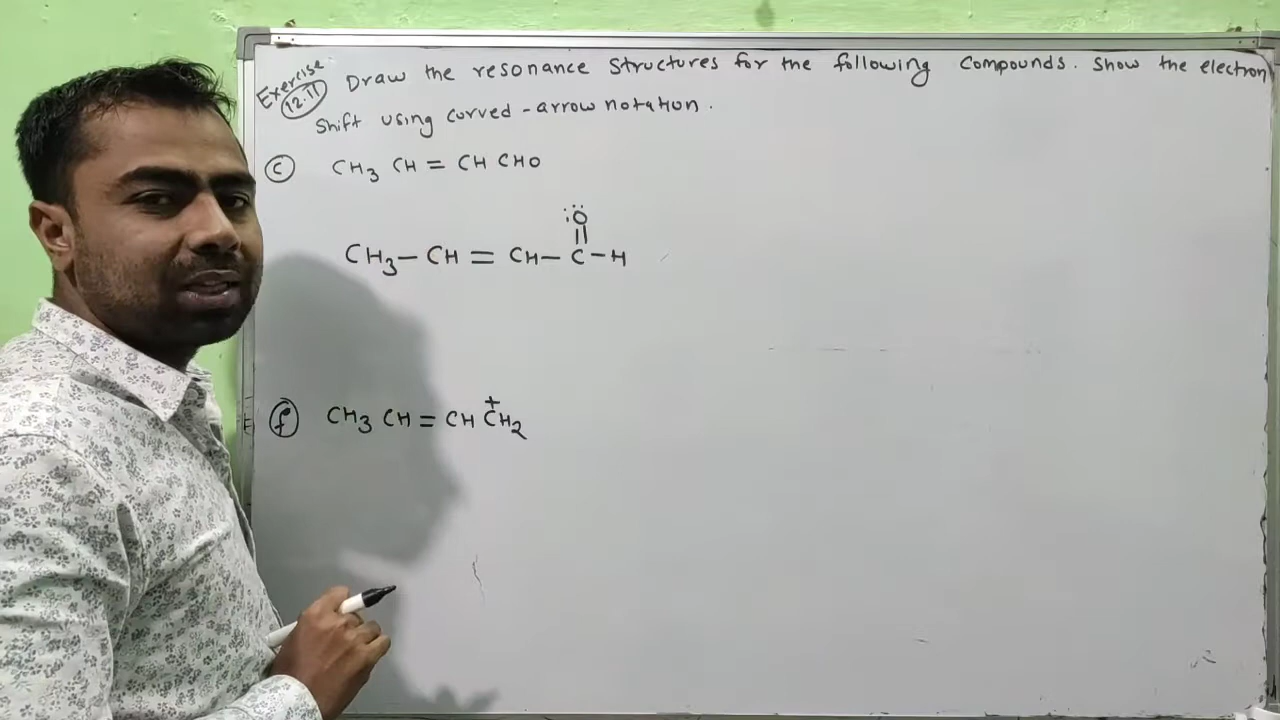 Exercise 12.11 Draw the resonance structures for the following compounds. Show the electron
shift using curved-arrow notation.
(c) CH3 CH = CH CHO
:Ö
||
CH3 — CH = CH — C — H
(f) CH3 CH = CH C⁺H2